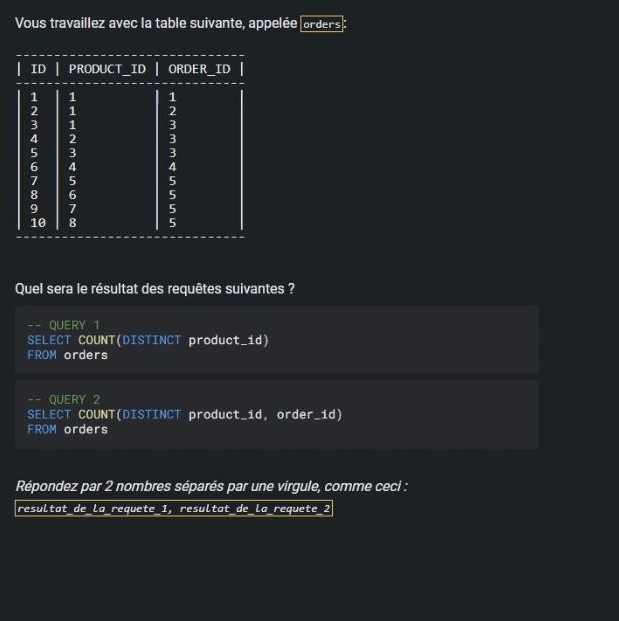 Vous travaillez avec la table suivante, appelée orders:
-----------------------------
| ID | PRODUCT_ID | ORDER_ID |
-----------------------------
| 1 | 1 | 1 |
| 2 | 1 | 2 |
| 3 | 1 | 3 |
| 4 | 2 | 3 |
| 5 | 3 | 3 |
| 6 | 4 | 4 |
| 7 | 5 | 5 |
| 8 | 6 | 5 |
| 9 | 7 | 5 |
| 10 | 8 | 5 |
-----------------------------
Quel sera le résultat des requêtes suivantes ?
-- QUERY 1
SELECT COUNT(DISTINCT product_id)
FROM orders
-- QUERY 2
SELECT COUNT(DISTINCT product_id, order_id)
FROM orders
Répondez par 2 nombres séparés par une virgule, comme ceci :
resultat_de_la_requete_1, resultat_de_la_requete_2